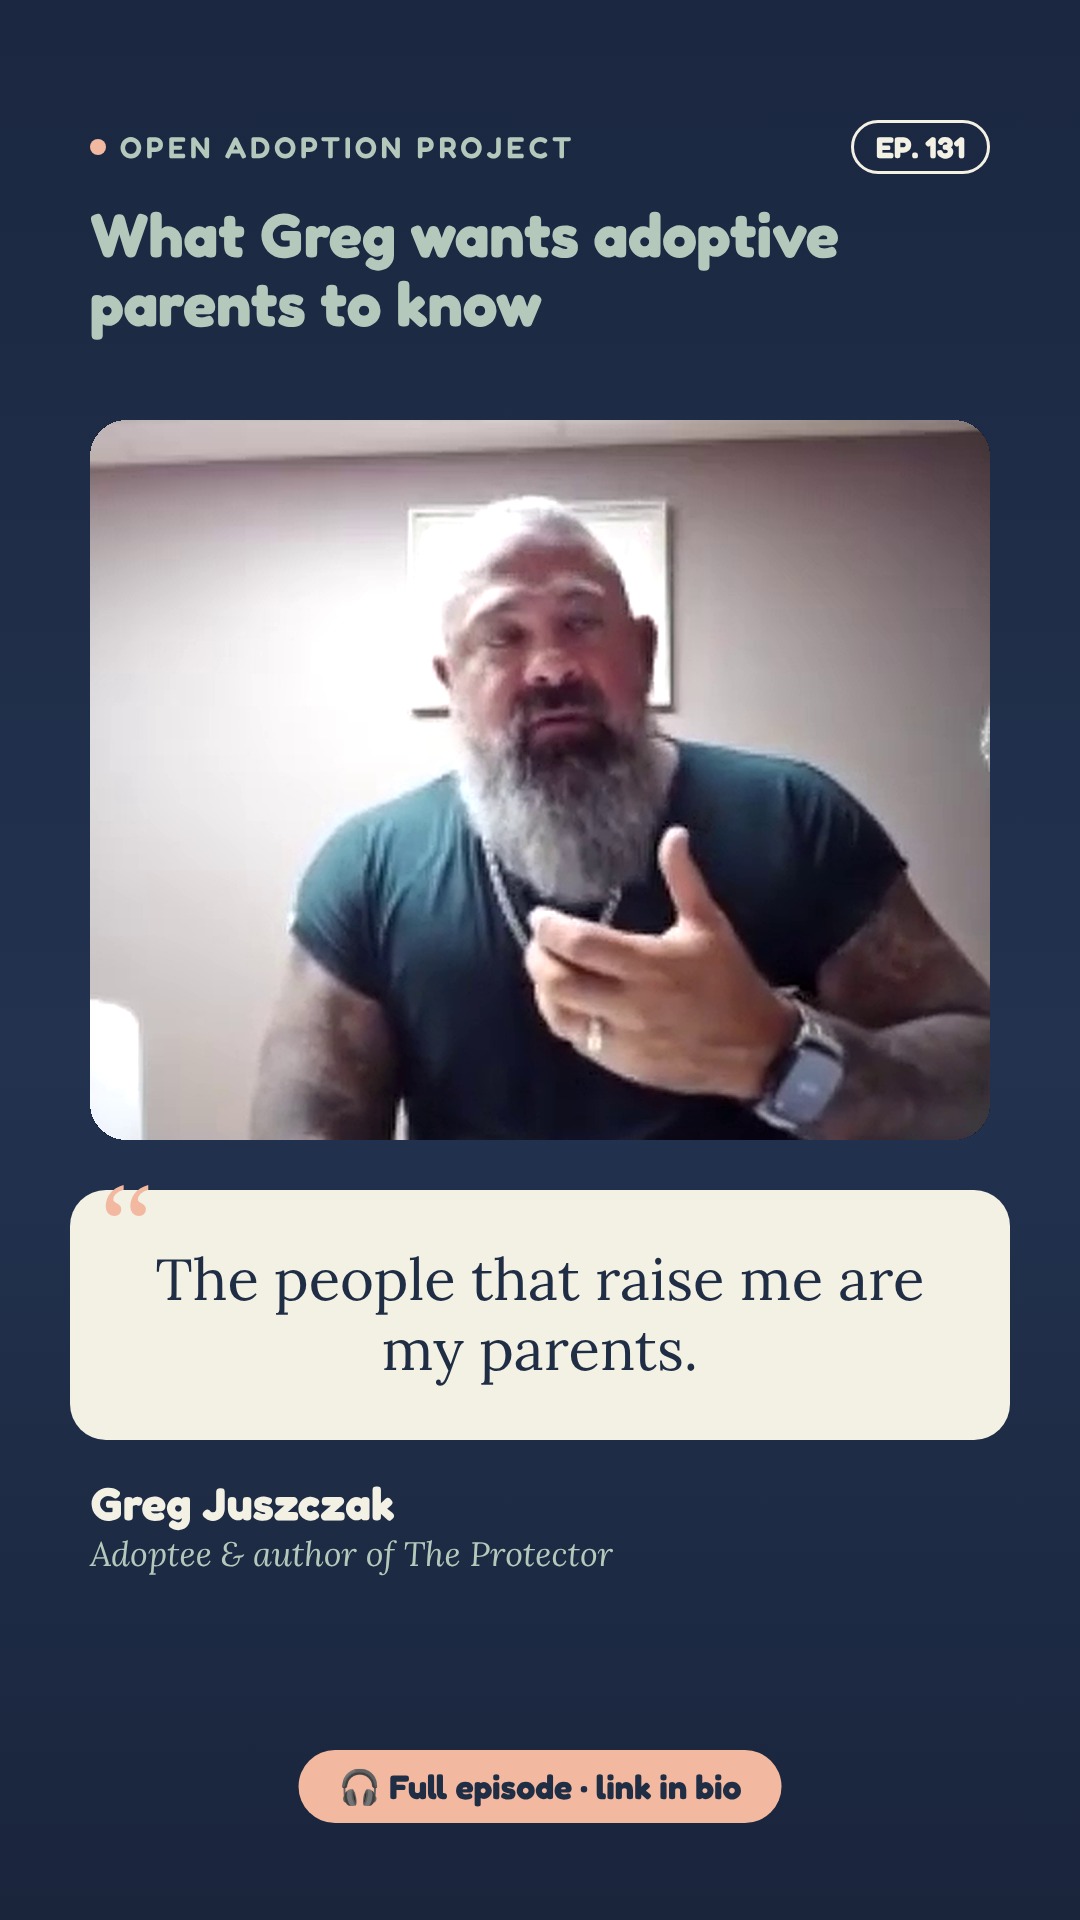 OPEN ADOPTION PROJECT
EP. 131
What Greg wants adoptive
parents to know
“
The people that raise me are
my parents.
Greg Juszczak
Adoptee & author of The Protector
🎧 Full episode · link in bio